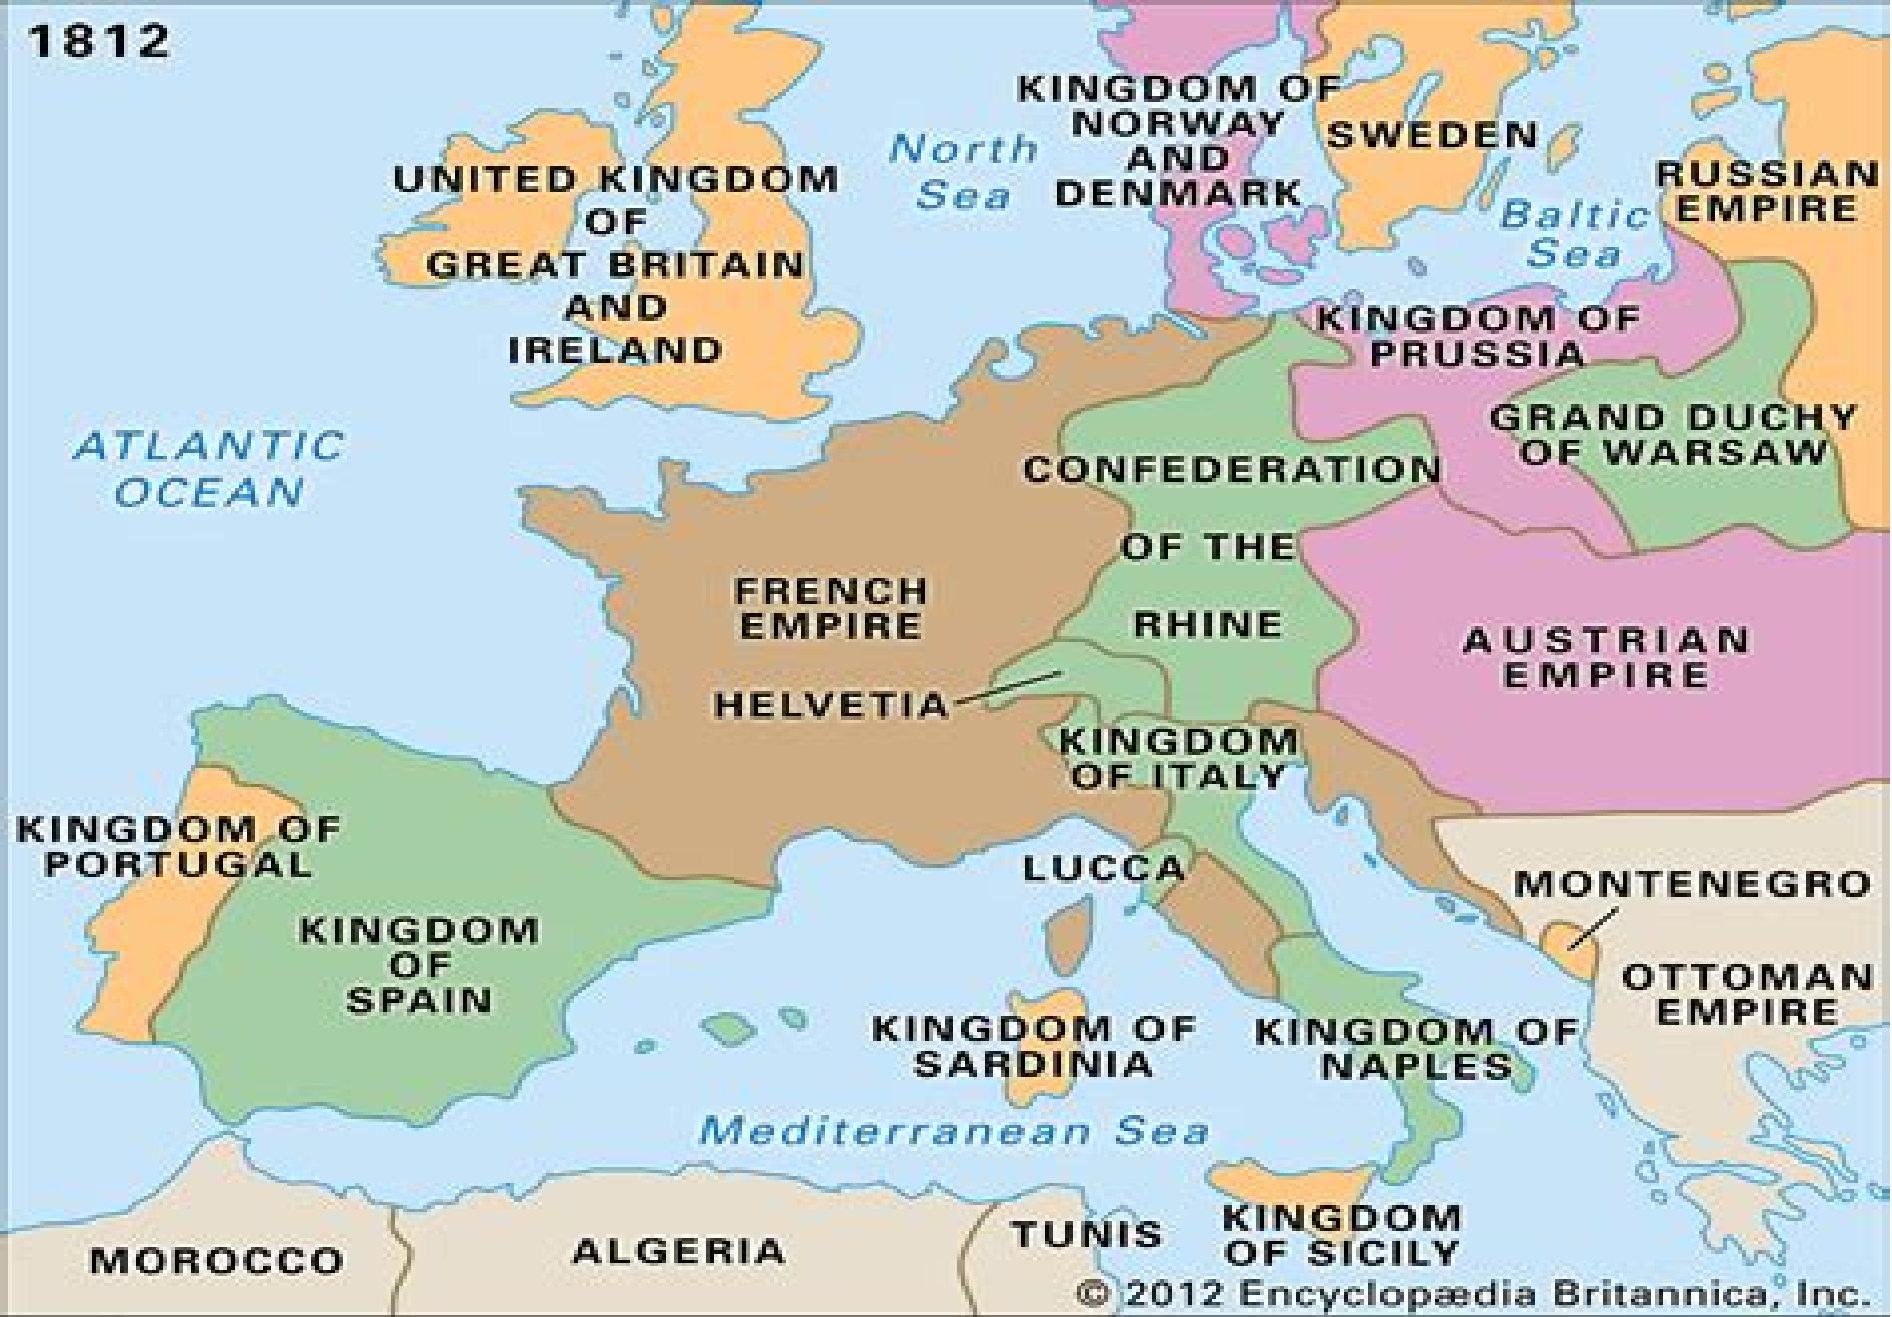 1812
KINGDOM OF
NORWAY
AND
DENMARK
SWEDEN
North
Sea
UNITED KINGDOM
OF
GREAT BRITAIN
AND
IRELAND
RUSSIAN
EMPIRE
Baltic
Sea
KINGDOM OF
PRUSSIA
GRAND DUCHY
OF WARSAW
ATLANTIC
OCEAN
CONFEDERATION
OF THE
RHINE
FRENCH
EMPIRE
AUSTRIAN
EMPIRE
HELVETIA
KINGDOM
OF ITALY
KINGDOM OF
PORTUGAL
LUCCA
MONTENEGRO
KINGDOM
OF
SPAIN
OTTOMAN
EMPIRE
KINGDOM OF
SARDINIA
KINGDOM OF
NAPLES
Mediterranean Sea
MOROCCO
ALGERIA
TUNIS
KINGDOM
OF SICILY
© 2012 Encyclopædia Britannica, Inc.